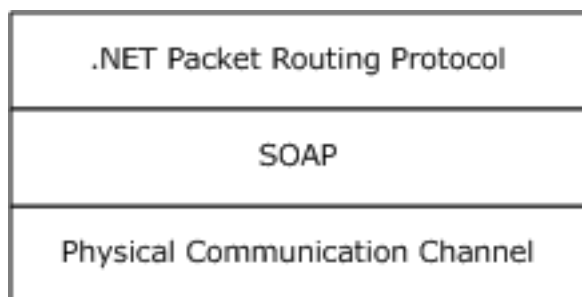 .NET Packet Routing Protocol
SOAP
Physical Communication Channel